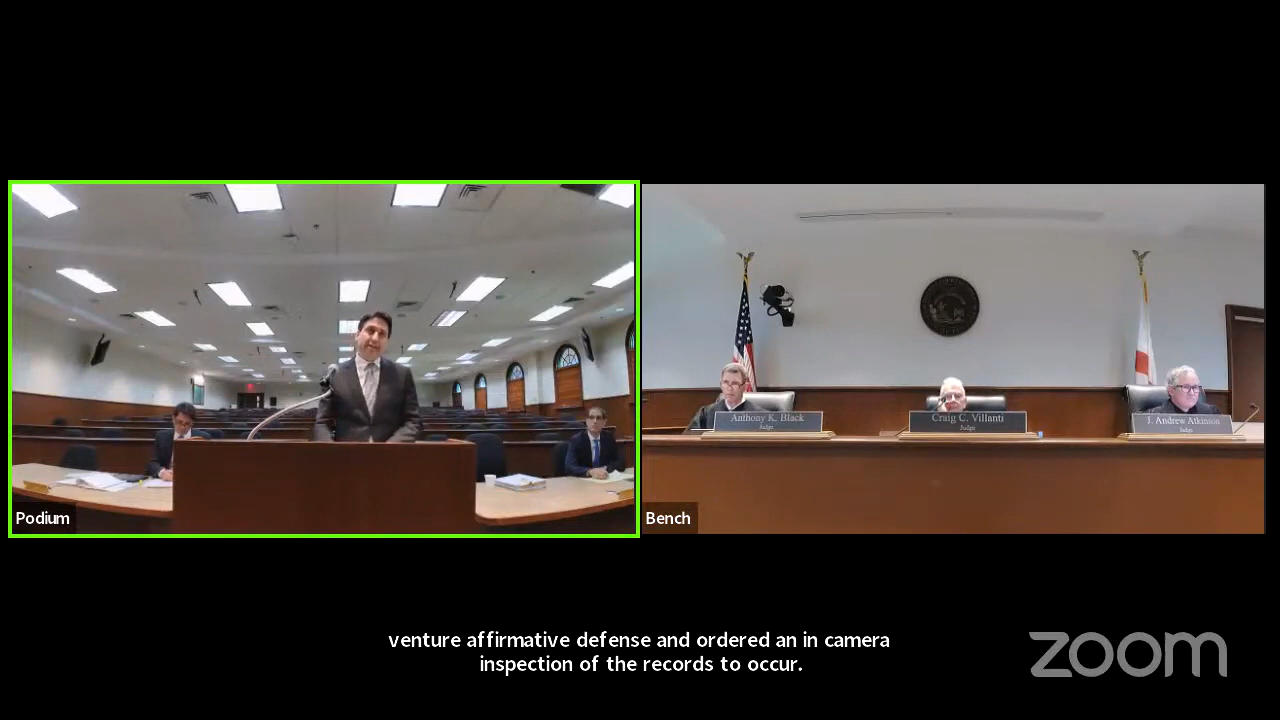 Anthony K. Black
Judge
Craig C. Villanti
Judge
J. Andrew Atkinson
Judge
Podium
Bench
venture affirmative defense and ordered an in camera
inspection of the records to occur.
zoom